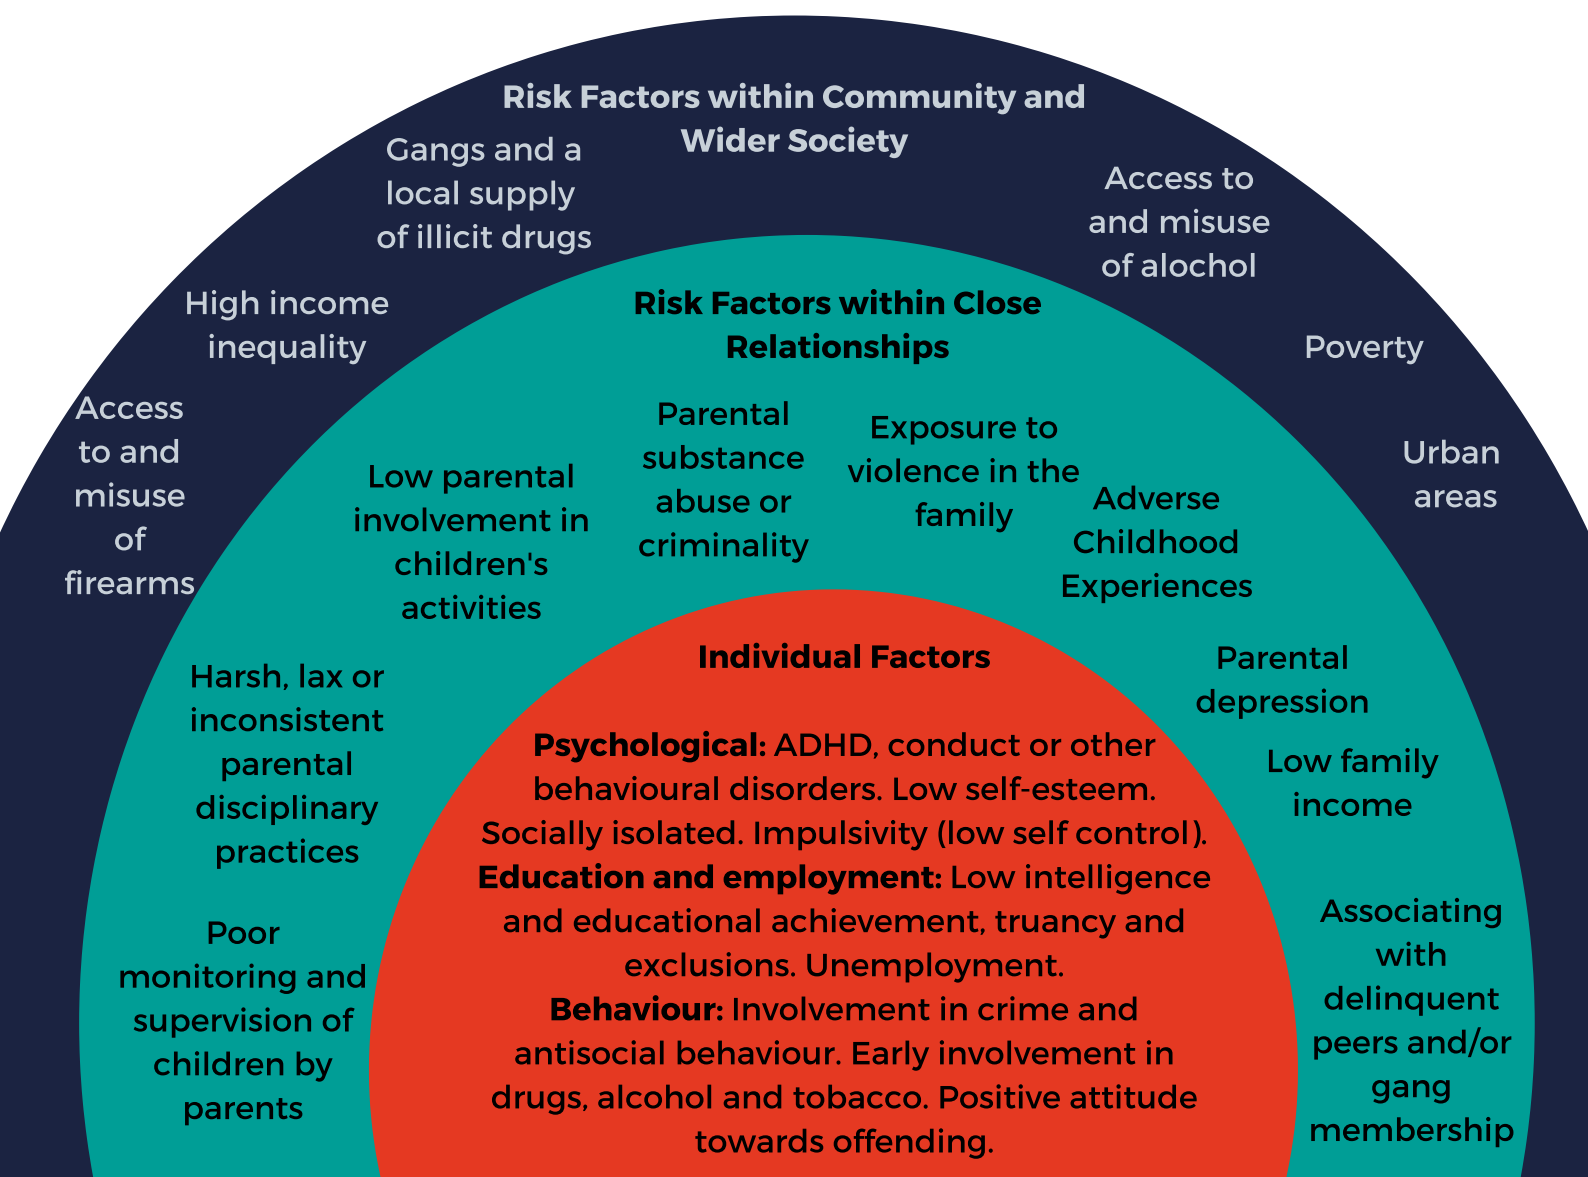 Risk Factors within Community and
Wider Society
Gangs and a
local supply
of illicit drugs
High income
inequality
Access
to and
misuse
of
firearms
Access to
and misuse
of alochol
Poverty
Urban
areas
Risk Factors within Close
Relationships
Parental
substance
abuse or
criminality
Exposure to
violence in the
family
Low parental
involvement in
children's
activities
Adverse
Childhood
Experiences
Harsh, lax or
inconsistent
parental
disciplinary
practices
Parental
depression
Low family
income
Poor
monitoring and
supervision of
children by
parents
Associating
with
delinquent
peers and/or
gang
membership
Individual Factors
Psychological: ADHD, conduct or other
behavioural disorders. Low self-esteem.
Socially isolated. Impulsivity (low self control).
Education and employment: Low intelligence
and educational achievement, truancy and
exclusions. Unemployment.
Behaviour: Involvement in crime and
antisocial behaviour. Early involvement in
drugs, alcohol and tobacco. Positive attitude
towards offending.